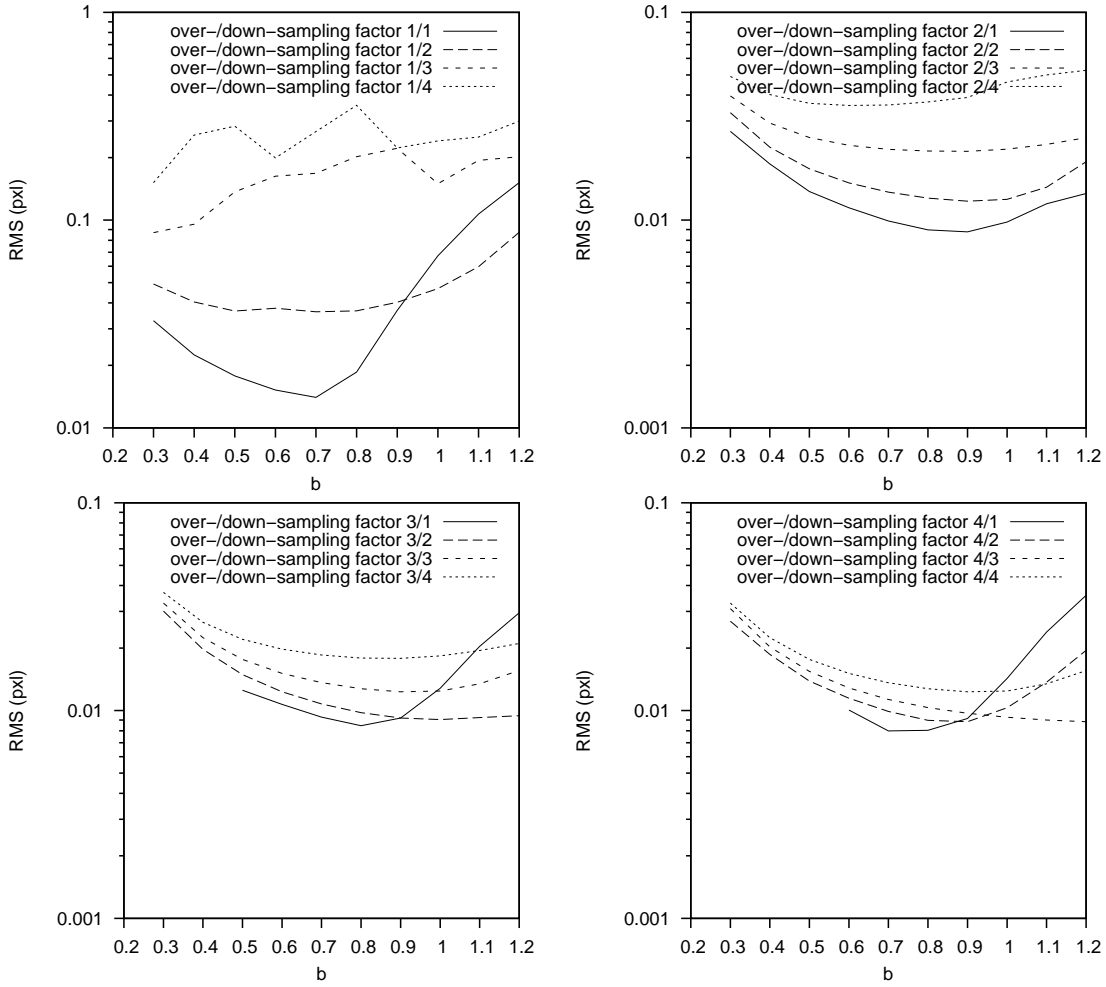 1
0.1
0.01
RMS (pxl)
over−/down−sampling factor 1/1
over−/down−sampling factor 1/2
over−/down−sampling factor 1/3
over−/down−sampling factor 1/4
0.2 0.3 0.4 0.5 0.6 0.7 0.8 0.9 1 1.1 1.2
b
0.1
0.01
0.001
RMS (pxl)
over−/down−sampling factor 2/1
over−/down−sampling factor 2/2
over−/down−sampling factor 2/3
over−/down−sampling factor 2/4
0.2 0.3 0.4 0.5 0.6 0.7 0.8 0.9 1 1.1 1.2
b
0.1
0.01
0.001
RMS (pxl)
over−/down−sampling factor 3/1
over−/down−sampling factor 3/2
over−/down−sampling factor 3/3
over−/down−sampling factor 3/4
0.2 0.3 0.4 0.5 0.6 0.7 0.8 0.9 1 1.1 1.2
b
0.1
0.01
0.001
RMS (pxl)
over−/down−sampling factor 4/1
over−/down−sampling factor 4/2
over−/down−sampling factor 4/3
over−/down−sampling factor 4/4
0.2 0.3 0.4 0.5 0.6 0.7 0.8 0.9 1 1.1 1.2
b